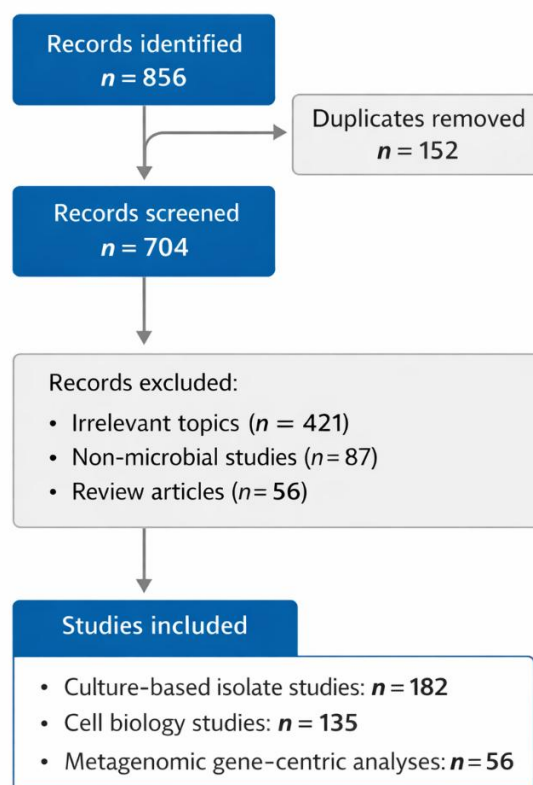 Records identified
n = 856
Duplicates removed
n = 152
Records screened
n = 704
Records excluded:
• Irrelevant topics (n = 421)
• Non-microbial studies (n = 87)
• Review articles (n = 56)
Studies included
• Culture-based isolate studies: n = 182
• Cell biology studies: n = 135
• Metagenomic gene-centric analyses: n = 56